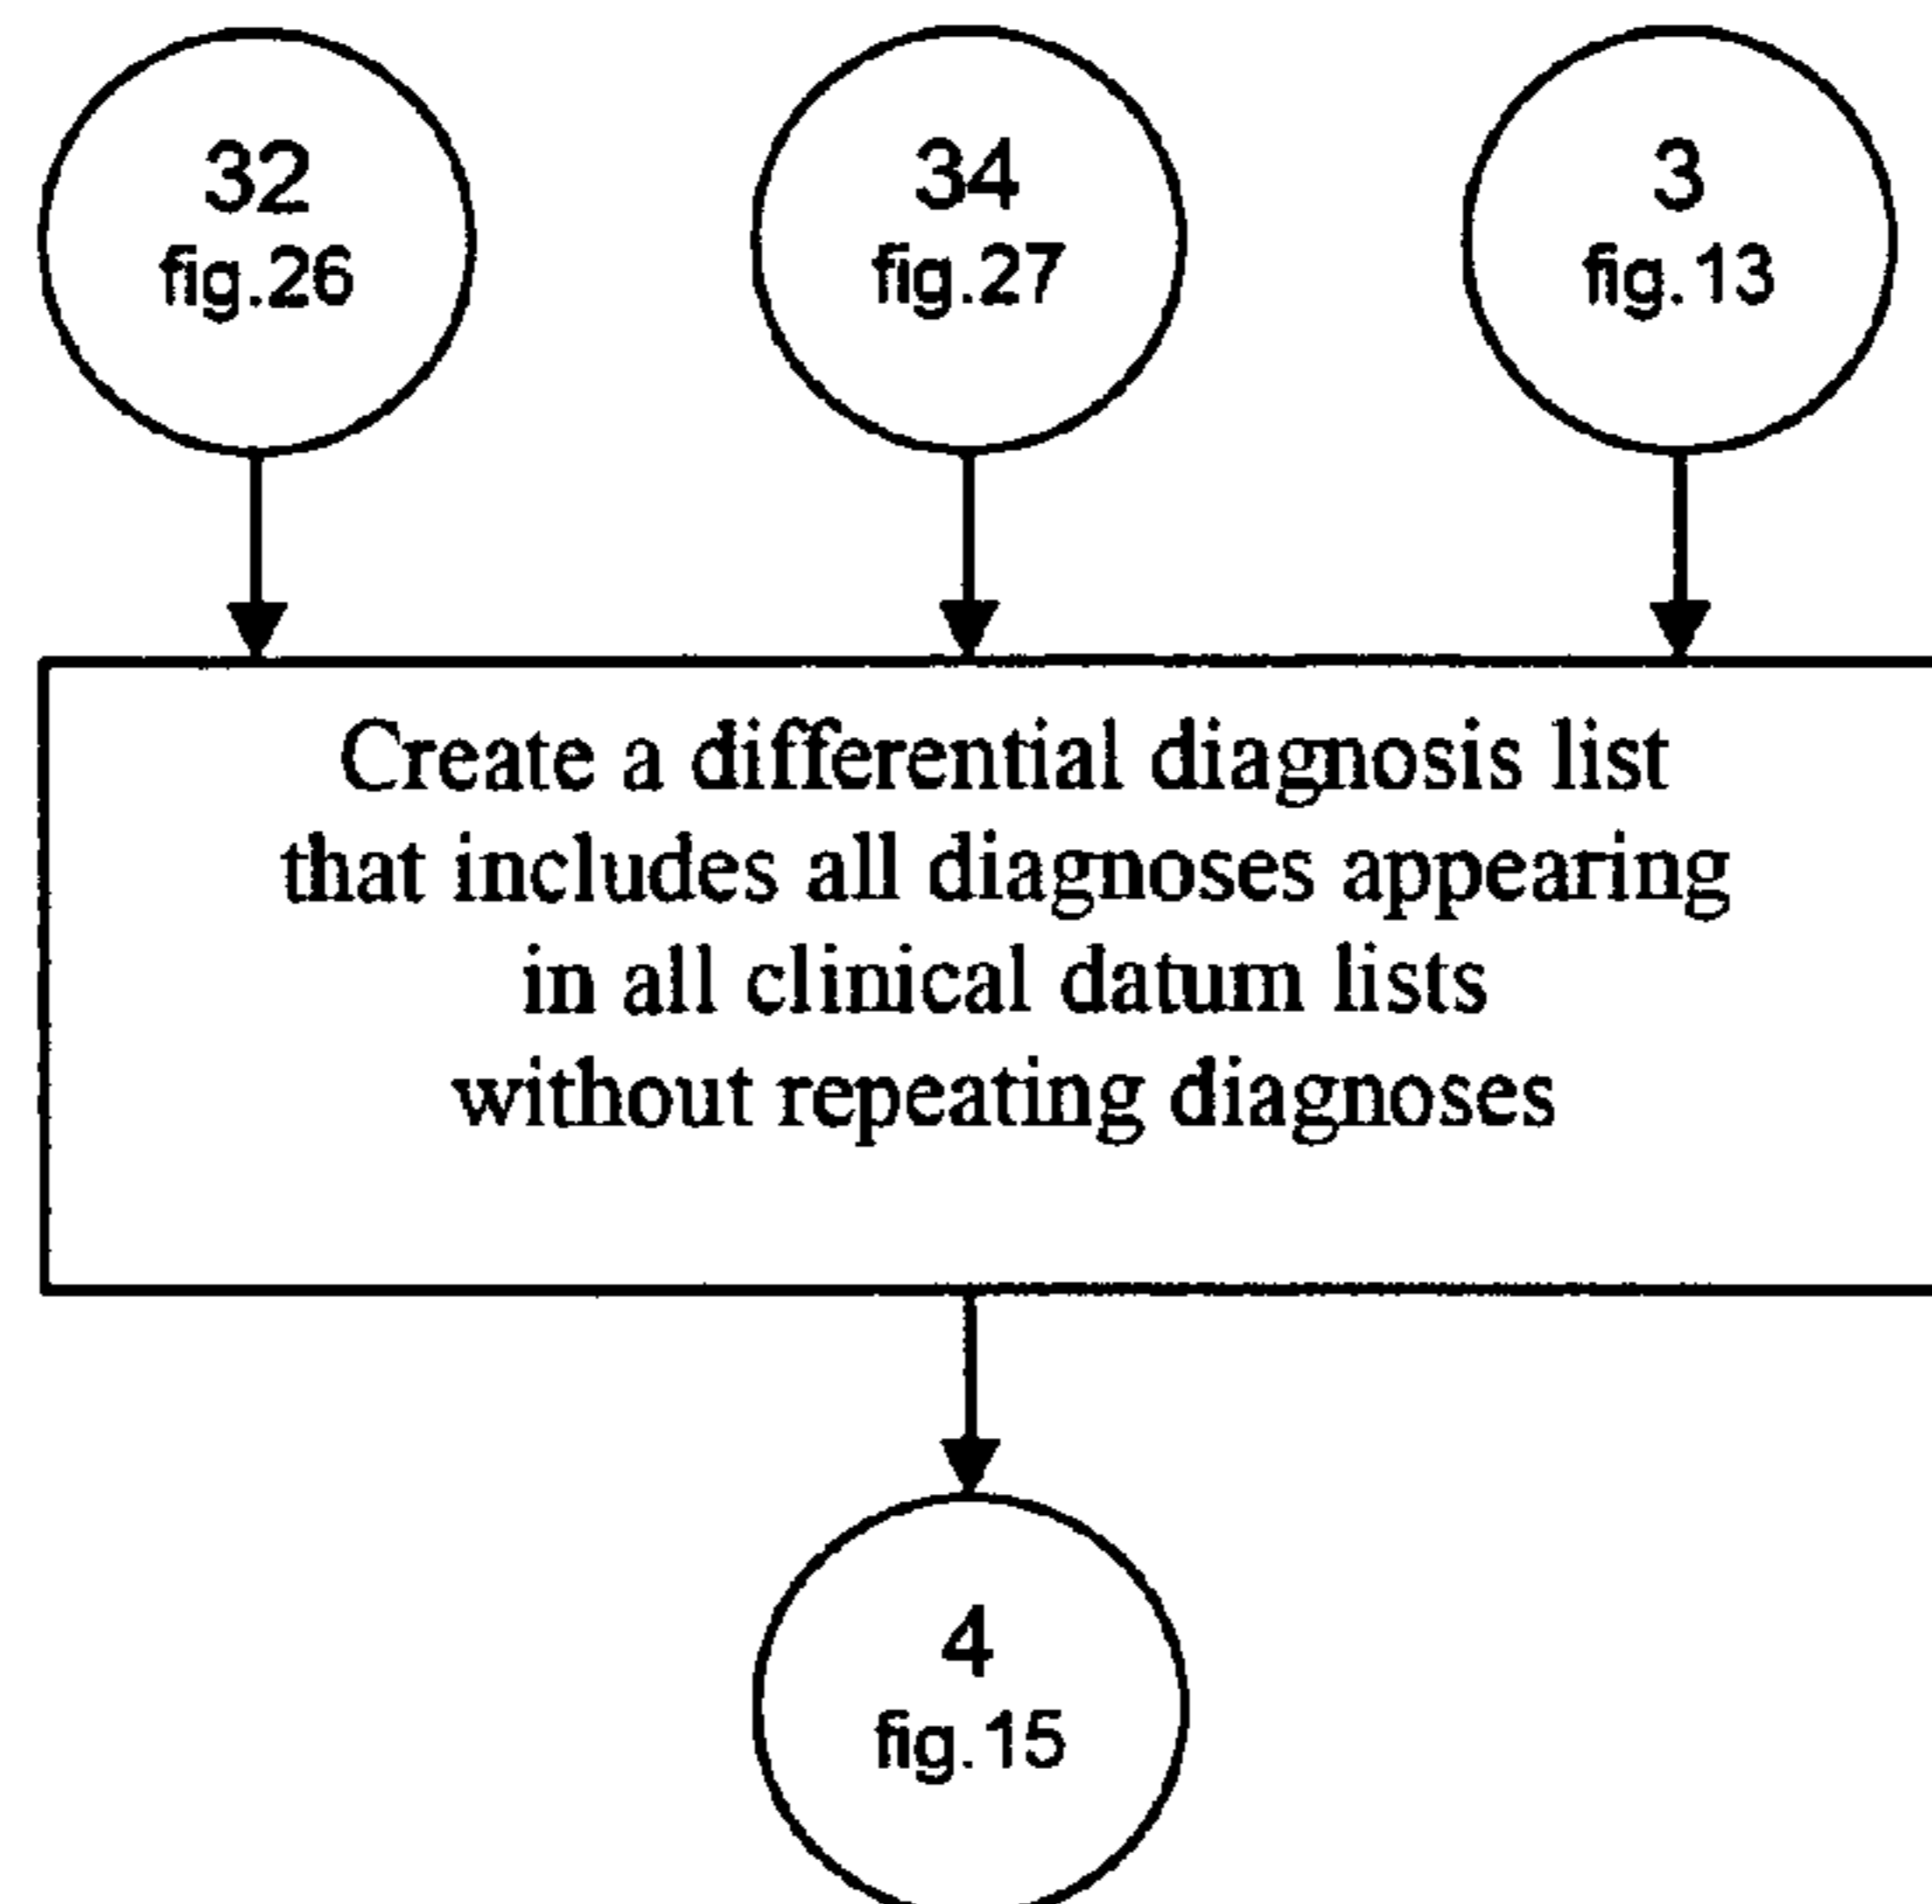 32
fig.26
34
fig.27
3
fig.13
Create a differential diagnosis list
that includes all diagnoses appearing
in all clinical datum lists
without repeating diagnoses
4
fig.15